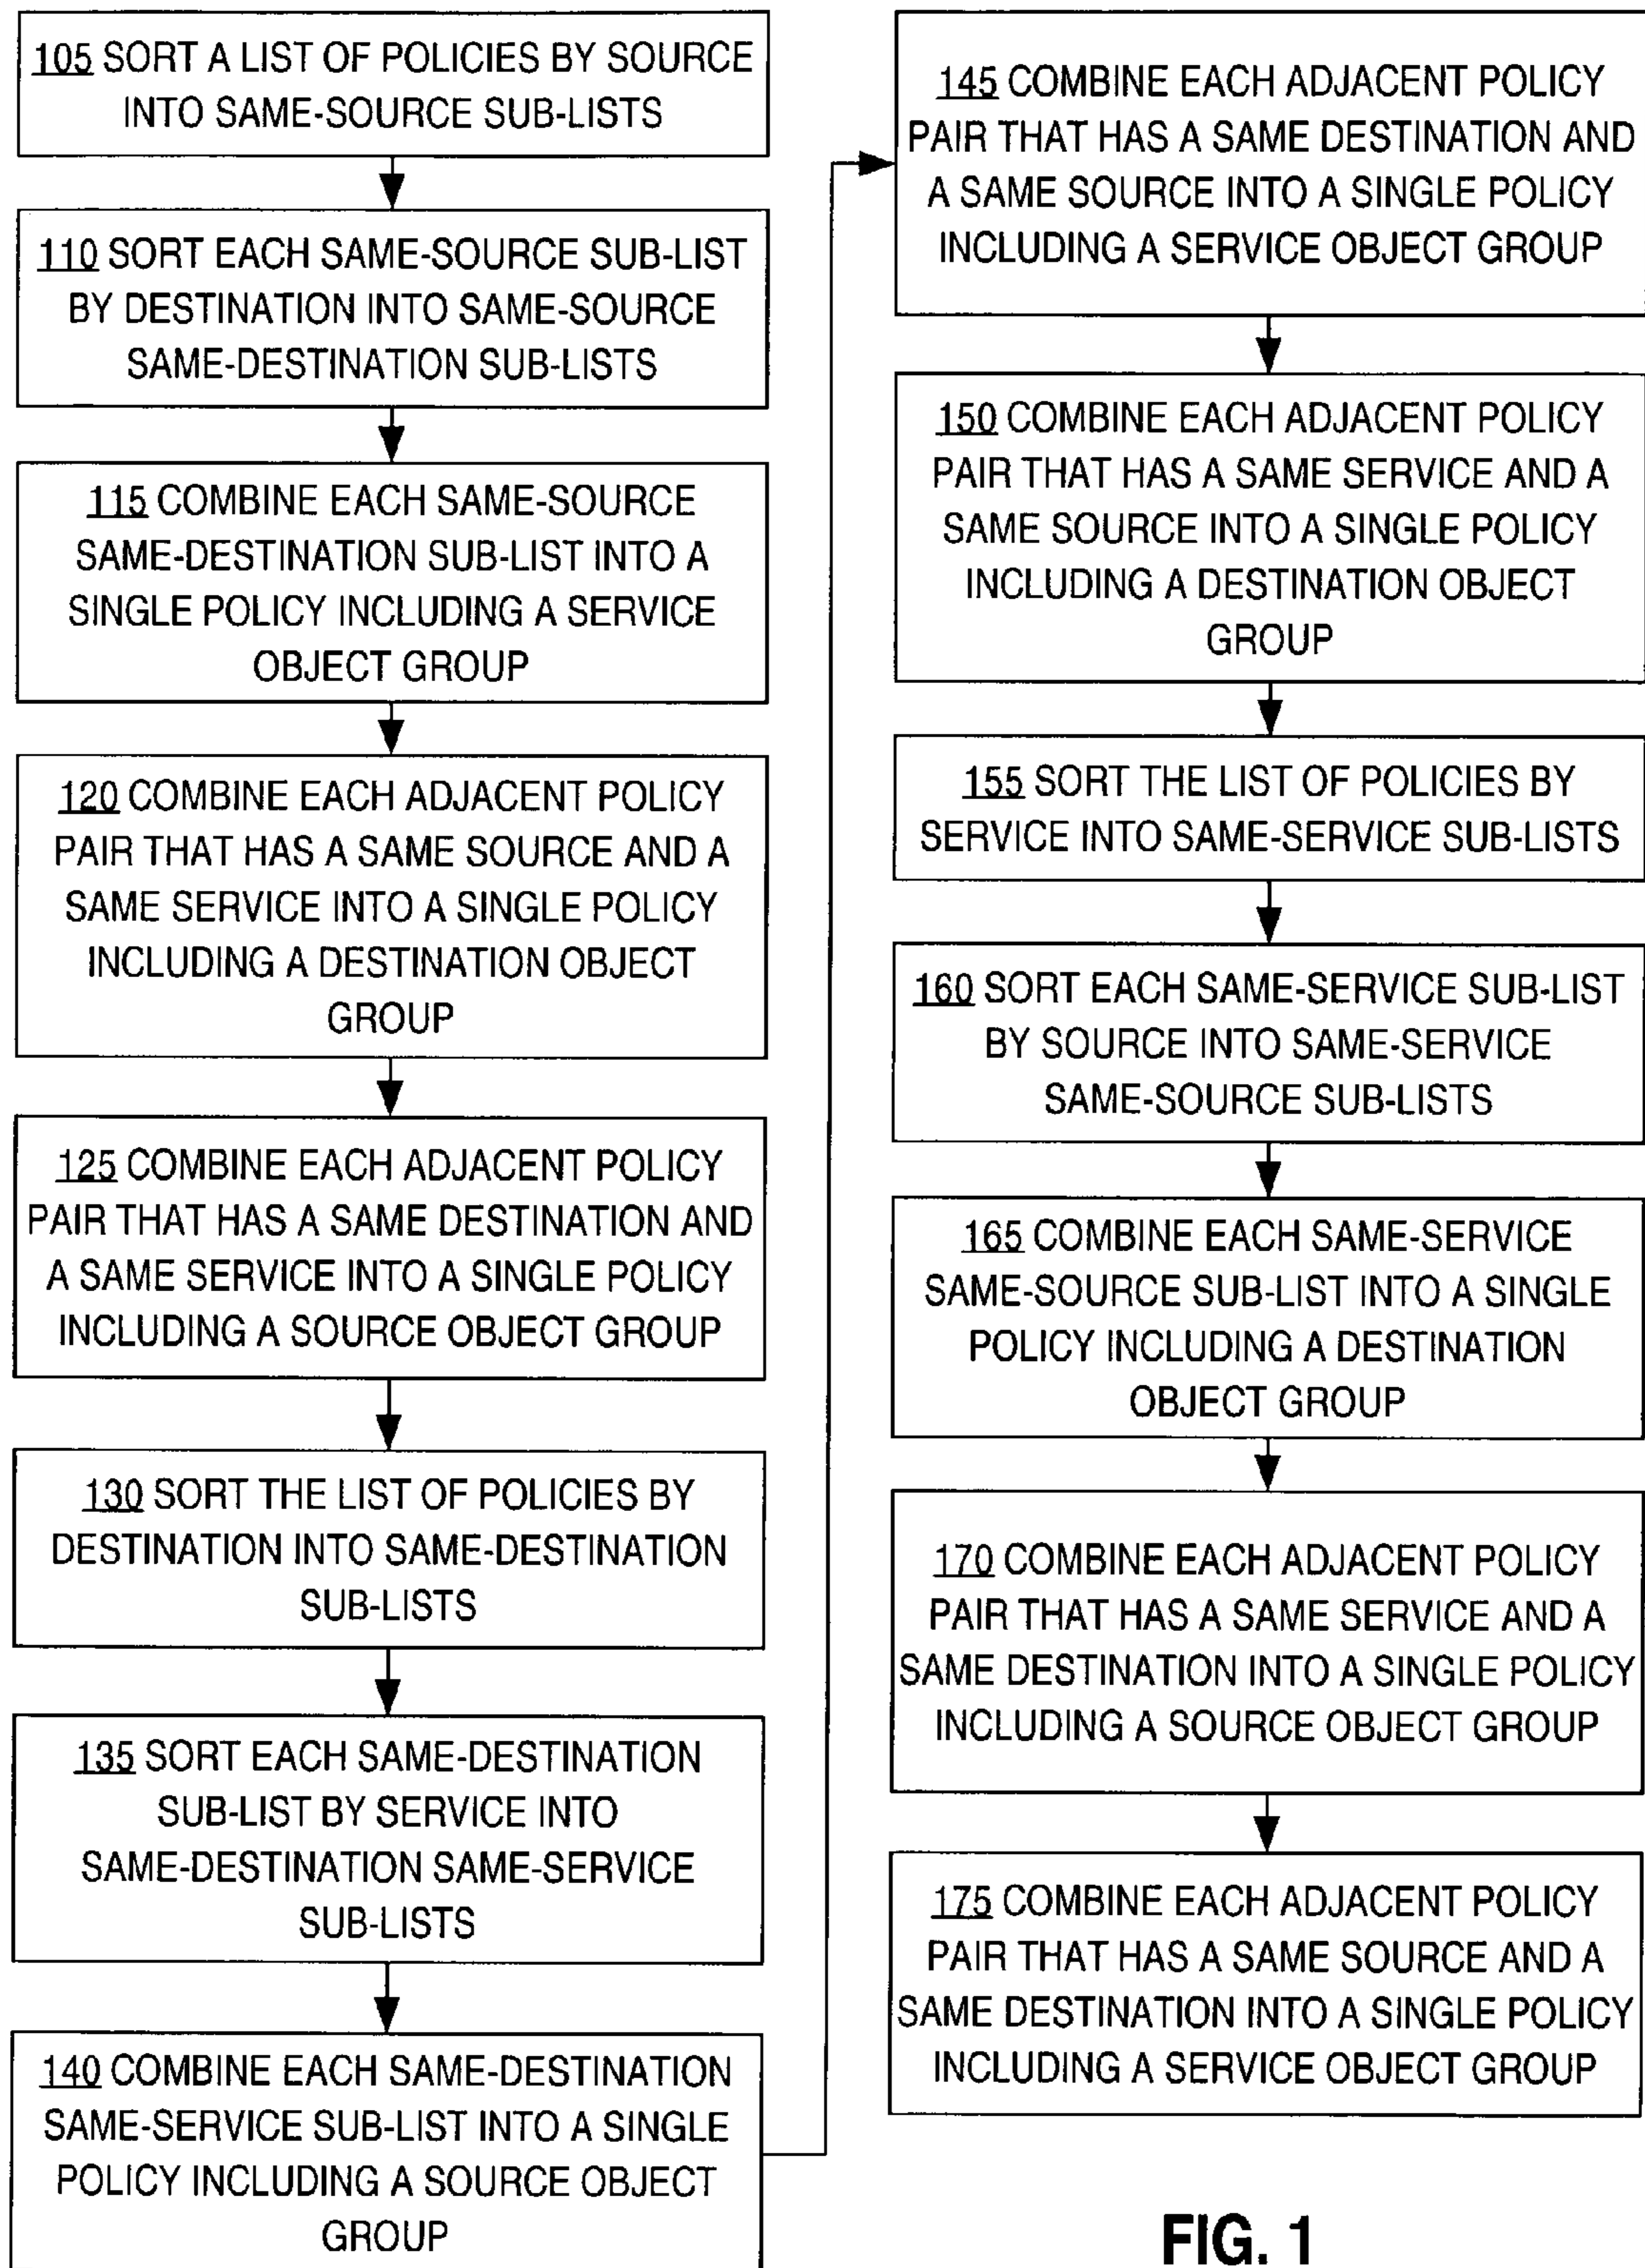 105 SORT A LIST OF POLICIES BY SOURCE
INTO SAME-SOURCE SUB-LISTS
110 SORT EACH SAME-SOURCE SUB-LIST
BY DESTINATION INTO SAME-SOURCE
SAME-DESTINATION SUB-LISTS
115 COMBINE EACH SAME-SOURCE
SAME-DESTINATION SUB-LIST INTO A
SINGLE POLICY INCLUDING A SERVICE
OBJECT GROUP
120 COMBINE EACH ADJACENT POLICY
PAIR THAT HAS A SAME SOURCE AND A
SAME SERVICE INTO A SINGLE POLICY
INCLUDING A DESTINATION OBJECT
GROUP
125 COMBINE EACH ADJACENT POLICY
PAIR THAT HAS A SAME DESTINATION AND
A SAME SERVICE INTO A SINGLE POLICY
INCLUDING A SOURCE OBJECT GROUP
130 SORT THE LIST OF POLICIES BY
DESTINATION INTO SAME-DESTINATION
SUB-LISTS
135 SORT EACH SAME-DESTINATION
SUB-LIST BY SERVICE INTO
SAME-DESTINATION SAME-SERVICE
SUB-LISTS
140 COMBINE EACH SAME-DESTINATION
SAME-SERVICE SUB-LIST INTO A SINGLE
POLICY INCLUDING A SOURCE OBJECT
GROUP
145 COMBINE EACH ADJACENT POLICY
PAIR THAT HAS A SAME DESTINATION AND
A SAME SOURCE INTO A SINGLE POLICY
INCLUDING A SERVICE OBJECT GROUP
150 COMBINE EACH ADJACENT POLICY
PAIR THAT HAS A SAME SERVICE AND A
SAME SOURCE INTO A SINGLE POLICY
INCLUDING A DESTINATION OBJECT
GROUP
155 SORT THE LIST OF POLICIES BY
SERVICE INTO SAME-SERVICE SUB-LISTS
160 SORT EACH SAME-SERVICE SUB-LIST
BY SOURCE INTO SAME-SERVICE
SAME-SOURCE SUB-LISTS
165 COMBINE EACH SAME-SERVICE
SAME-SOURCE SUB-LIST INTO A SINGLE
POLICY INCLUDING A DESTINATION
OBJECT GROUP
170 COMBINE EACH ADJACENT POLICY
PAIR THAT HAS A SAME SERVICE AND A
SAME DESTINATION INTO A SINGLE POLICY
INCLUDING A SOURCE OBJECT GROUP
175 COMBINE EACH ADJACENT POLICY
PAIR THAT HAS A SAME SOURCE AND A
SAME DESTINATION INTO A SINGLE POLICY
INCLUDING A SERVICE OBJECT GROUP
FIG. 1